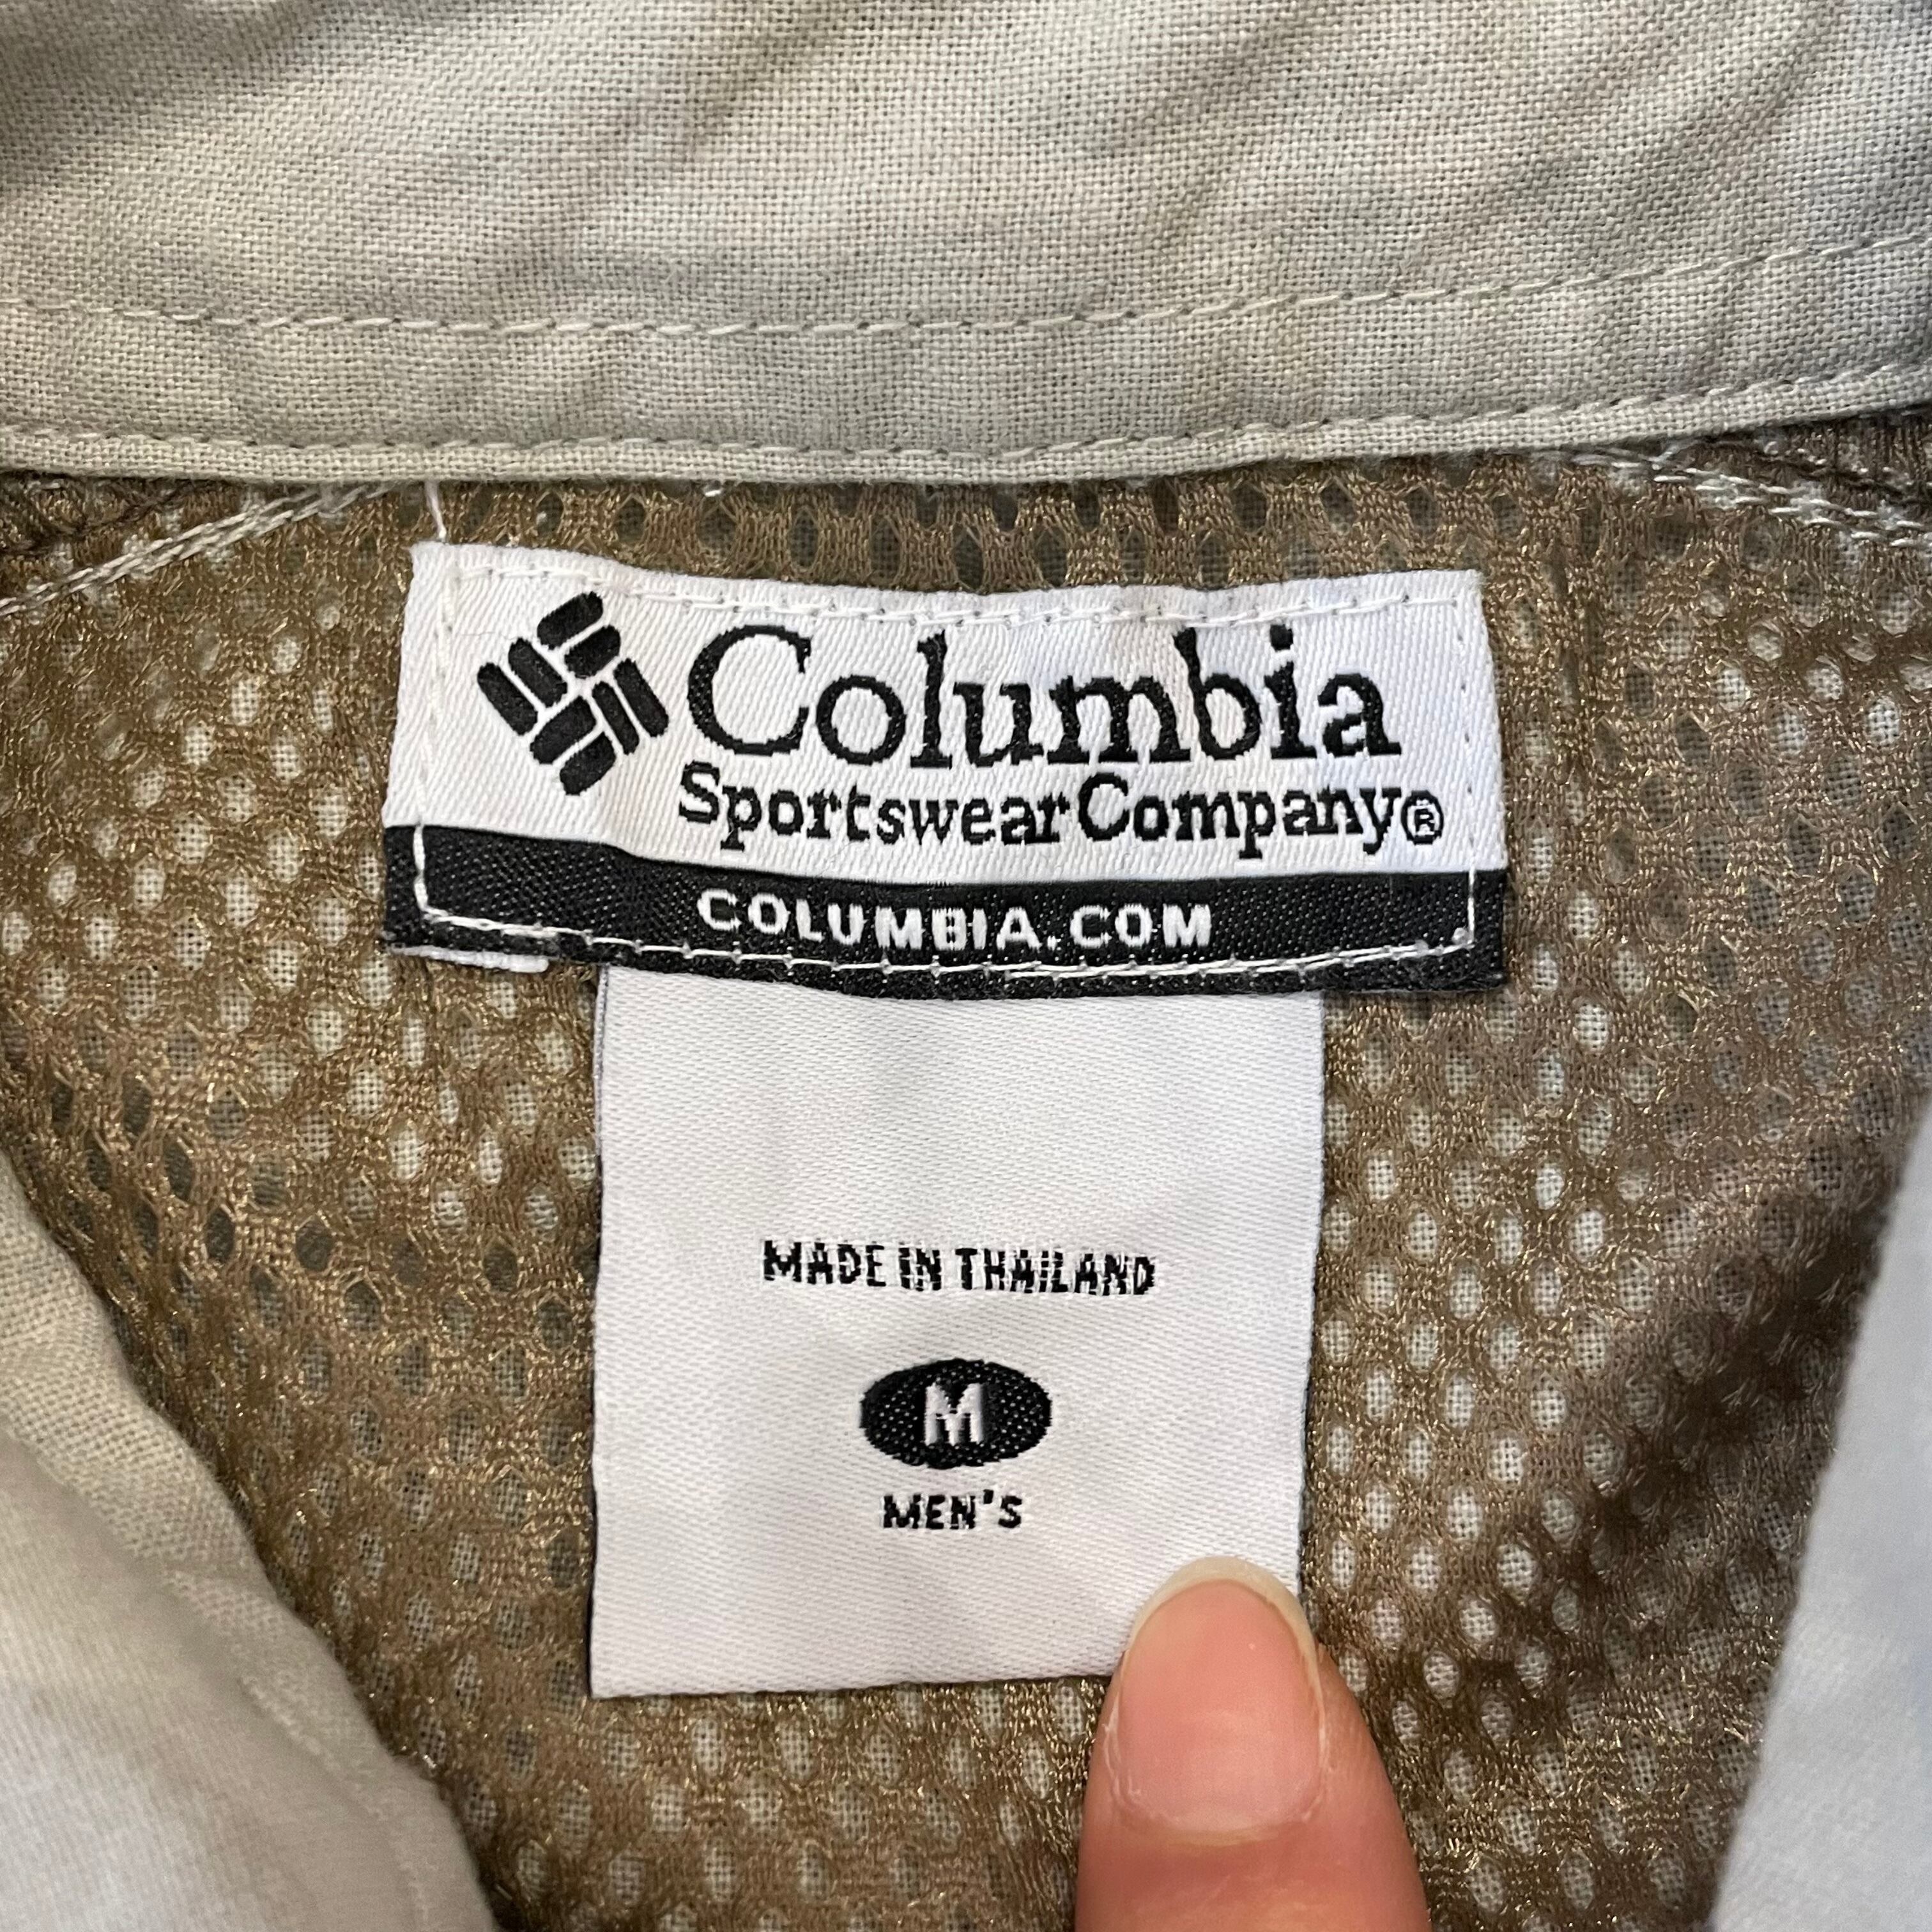 Columbia
Sportswear Company®
COLUMBIA.COM
MADE IN THAILAND
M
MEN'S